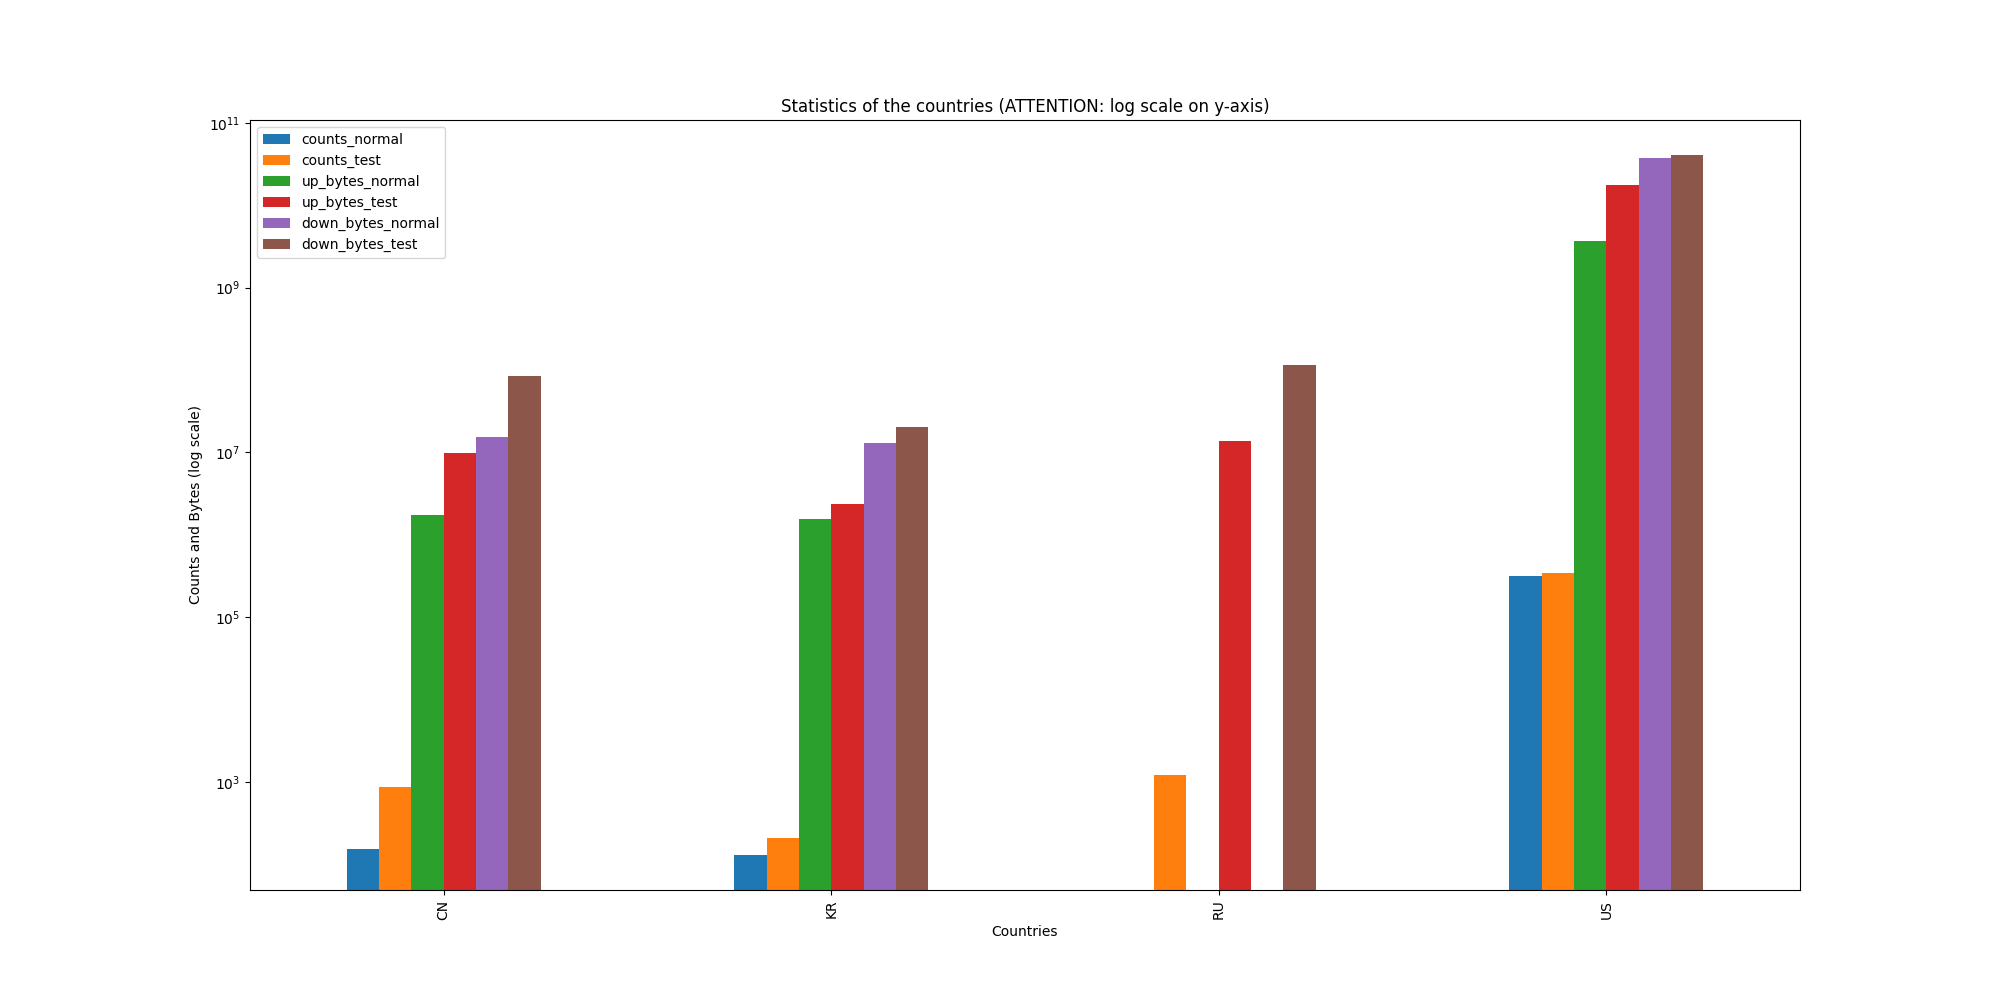 Statistics of the countries (ATTENTION: log scale on y-axis)
10¹¹
10⁹
10⁷
10⁵
10³
Counts and Bytes (log scale)
counts_normal
counts_test
up_bytes_normal
up_bytes_test
down_bytes_normal
down_bytes_test
CN
KR
RU
US
Countries